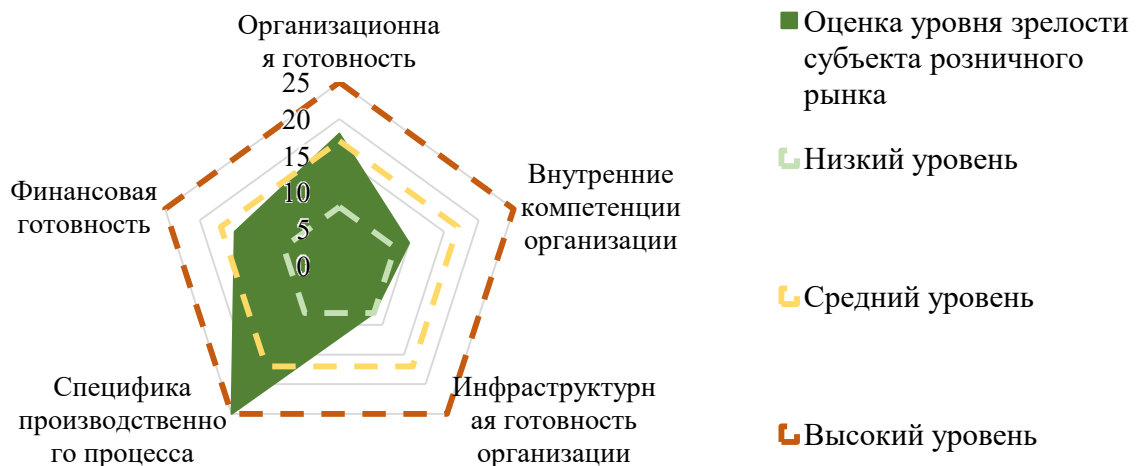 Организационна
я готовность
25
20
15
10
5
0
Внутренние
компетенции
организации
Инфраструктурн
ая готовность
организации
Специфика
производственно
го процесса
Финансовая
готовность
Оценка уровня зрелости
субъекта розничного
рынка
Низкий уровень
Средний уровень
Высокий уровень